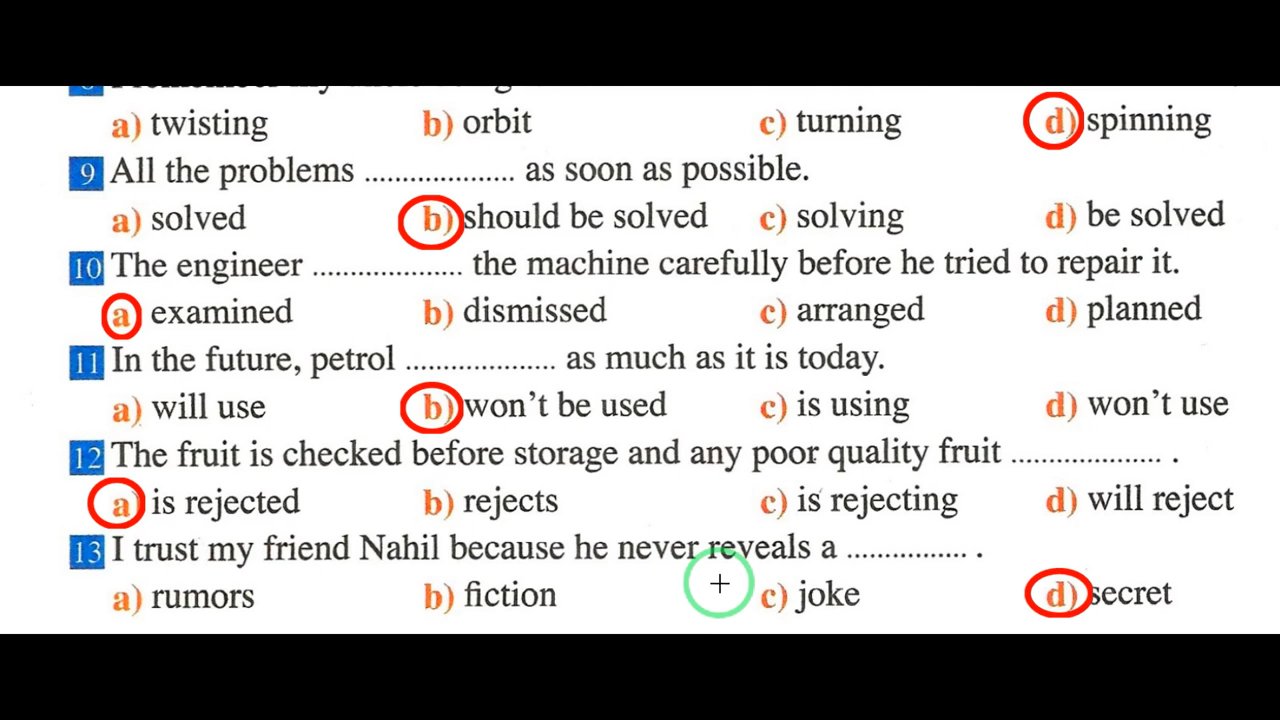 a) twisting b) orbit c) turning d) spinning
9 All the problems .................... as soon as possible.
a) solved b) should be solved c) solving d) be solved
10 The engineer .................... the machine carefully before he tried to repair it.
a examined b) dismissed c) arranged d) planned
11 In the future, petrol .................... as much as it is today.
a) will use b) won't be used c) is using d) won't use
12 The fruit is checked before storage and any poor quality fruit .................... .
a) is rejected b) rejects c) is rejecting d) will reject
13 I trust my friend Nahil because he never reveals a ................ .
a) rumors b) fiction c) joke d) secret